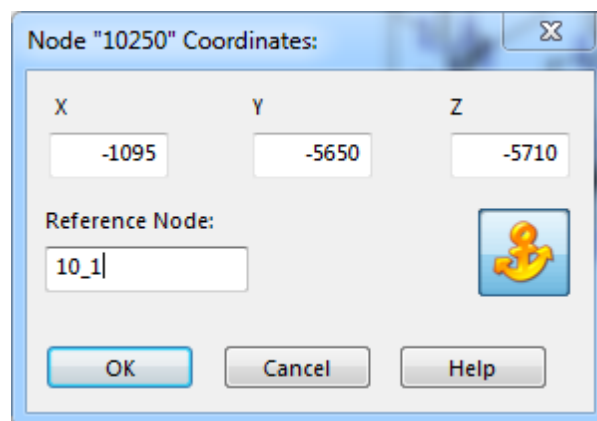 Node "10250" Coordinates:
X Y Z
-1095 -5650 -5710
Reference Node:
10_1
OK Cancel Help